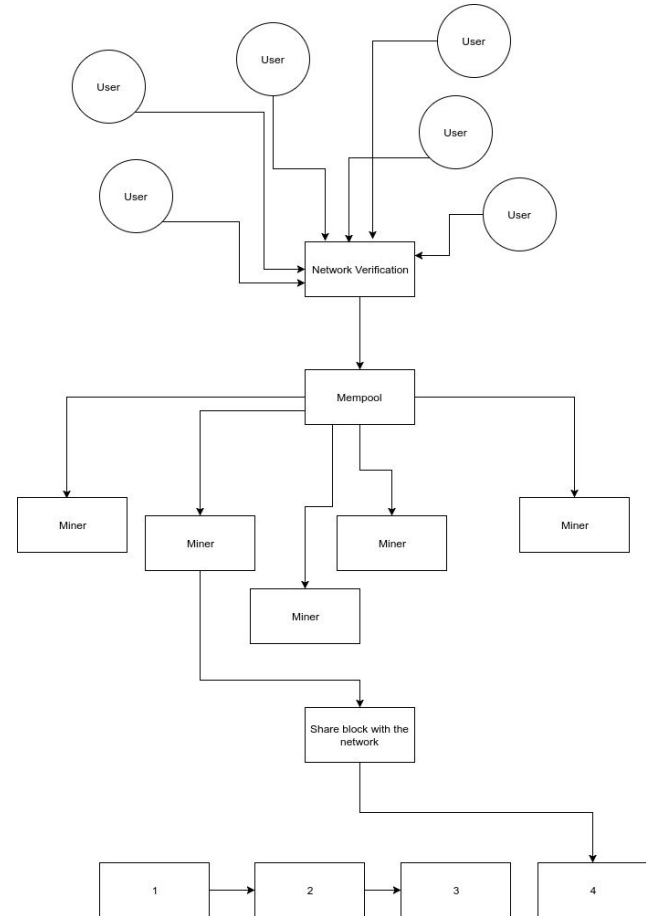 User
User
User
User
User
User
Network Verification
Mempool
Miner
Miner
Miner
Miner
Miner
Share block with the
network
1
2
3
4